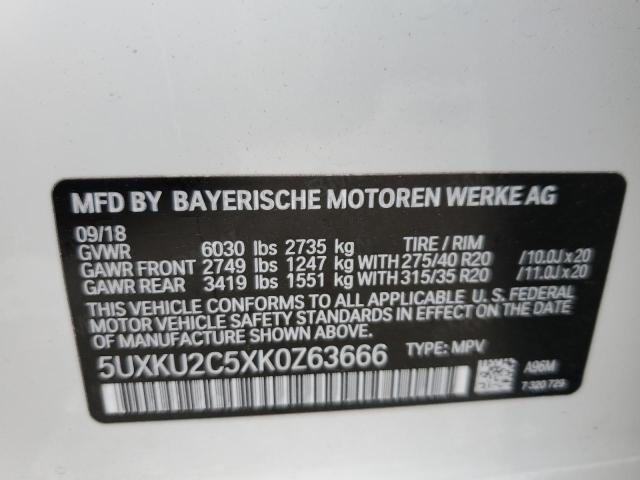 MFD BY BAYERISCHE MOTOREN WERKE AG
09/18
GVWR 6030 lbs 2735 kg TIRE / RIM
GAWR FRONT 2749 lbs 1247 kg WITH 275/40 R20 /10.0J x 20
GAWR REAR 3419 lbs 1551 kg WITH 315/35 R20 /11.0J x 20
THIS VEHICLE CONFORMS TO ALL APPLICABLE U. S. FEDERAL
MOTOR VEHICLE SAFETY STANDARDS IN EFFECT ON THE DATE
OF MANUFACTURE SHOWN ABOVE.
5UXKU2C5XK0Z63666 TYPE: MPV
A96M
7 320 729